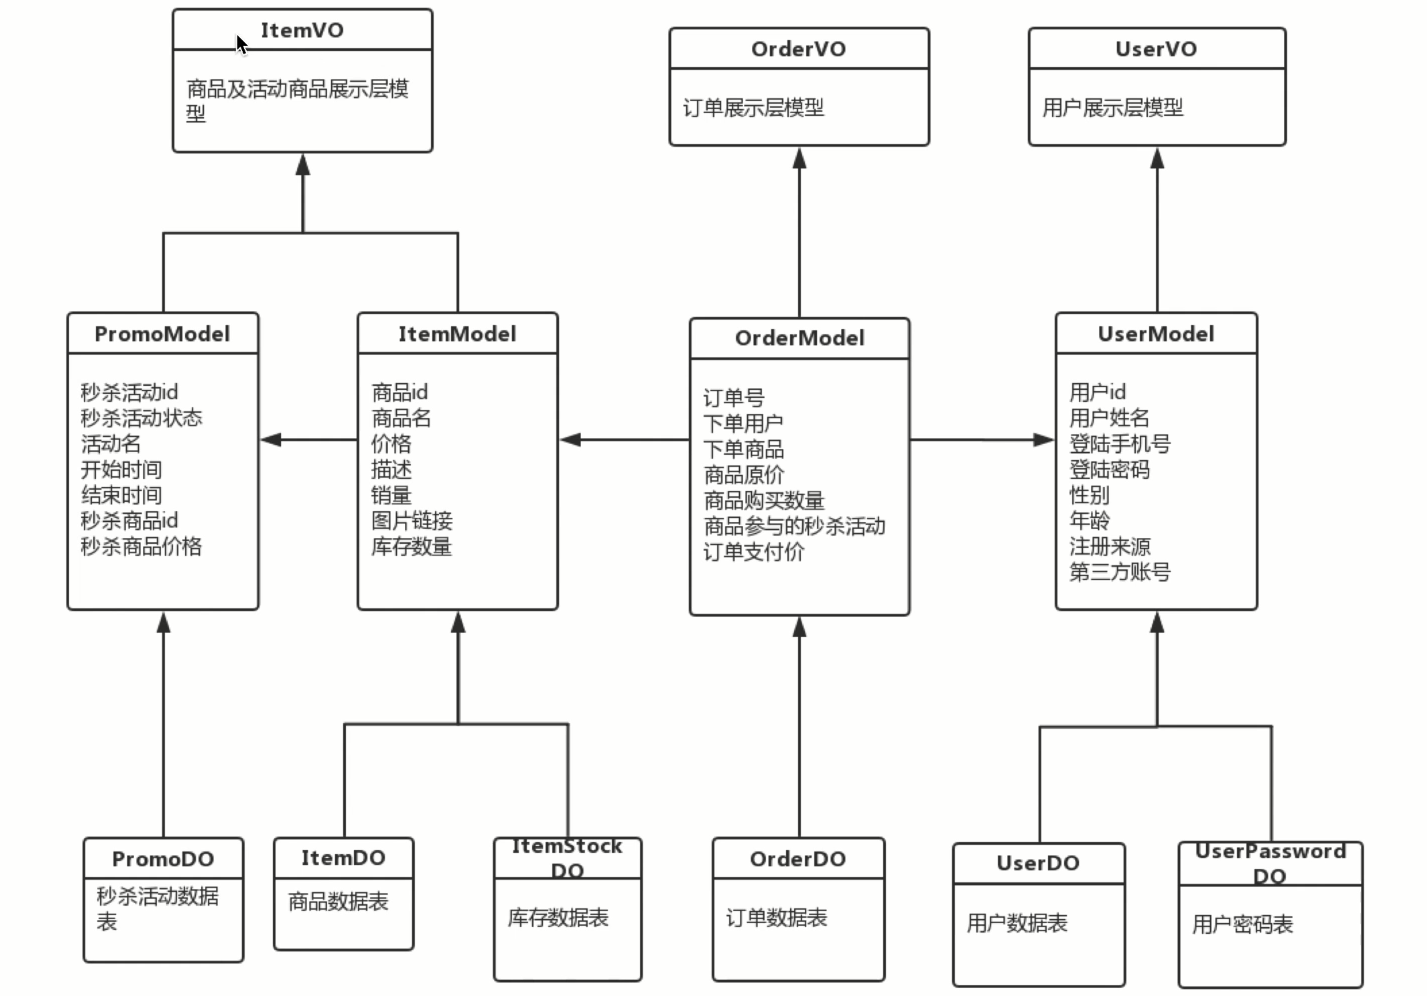 ItemVO
商品及活动商品展示层模
型
OrderVO
订单展示层模型
UserVO
用户展示层模型
PromoModel
秒杀活动id
秒杀活动状态
活动名
开始时间
结束时间
秒杀商品id
秒杀商品价格
ItemModel
商品id
商品名
价格
描述
销量
图片链接
库存数量
OrderModel
订单号
下单用户
下单商品
商品原价
商品购买数量
商品参与的秒杀活动
订单支付价
UserModel
用户id
用户姓名
登陆手机号
登陆密码
性别
年龄
注册来源
第三方账号
PromoDO
秒杀活动数据
表
ItemDO
商品数据表
ItemStock
DO
库存数据表
OrderDO
订单数据表
UserDO
用户数据表
UserPassword
DO
用户密码表